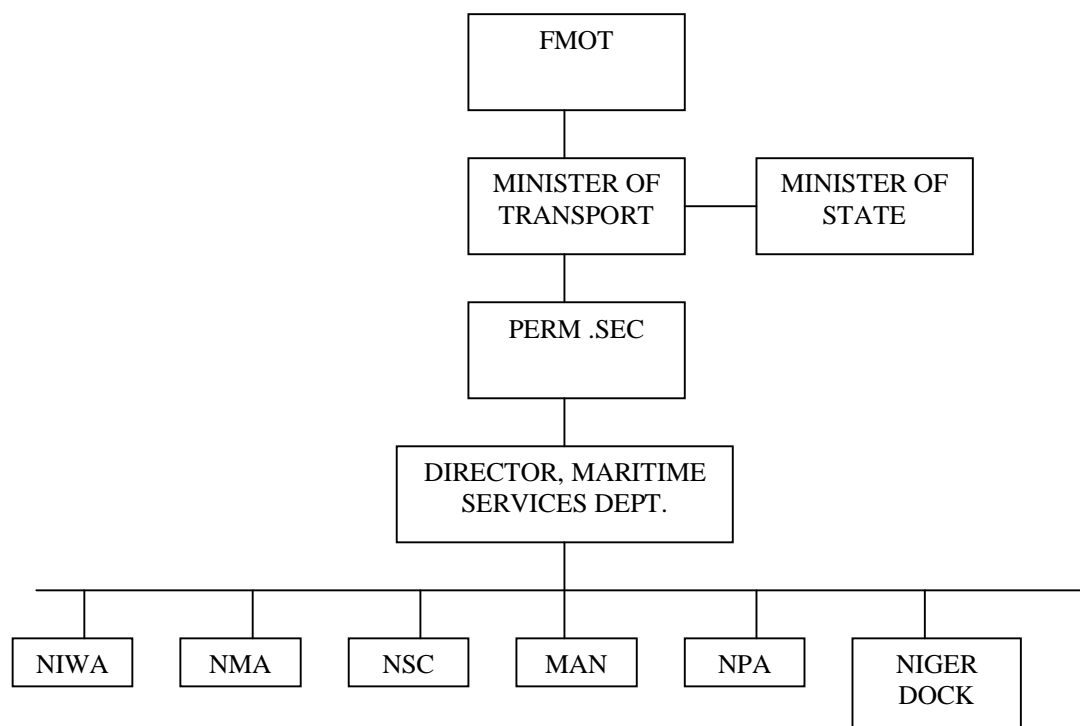 FMOT
MINISTER OF
TRANSPORT
MINISTER OF
STATE
PERM .SEC
DIRECTOR, MARITIME
SERVICES DEPT.
NIWA
NMA
NSC
MAN
NPA
NIGER
DOCK